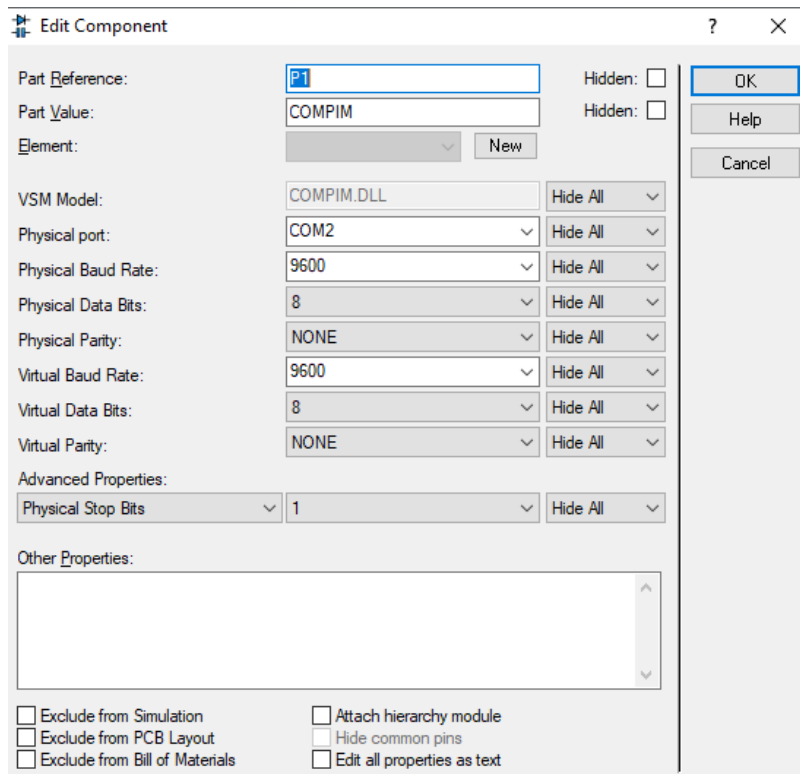 Edit Component ?
Part Reference: P1 Hidden: OK
Part Value: COMPIM Hidden: Help
Element: New Cancel
VSM Model: COMPIM.DLL Hide All
Physical port: COM2 Hide All
Physical Baud Rate: 9600 Hide All
Physical Data Bits: 8 Hide All
Physical Parity: NONE Hide All
Virtual Baud Rate: 9600 Hide All
Virtual Data Bits: 8 Hide All
Virtual Parity: NONE Hide All
Advanced Properties:
Physical Stop Bits 1 Hide All
Other Properties:
Exclude from Simulation Attach hierarchy module
Exclude from PCB Layout Hide common pins
Exclude from Bill of Materials Edit all properties as text